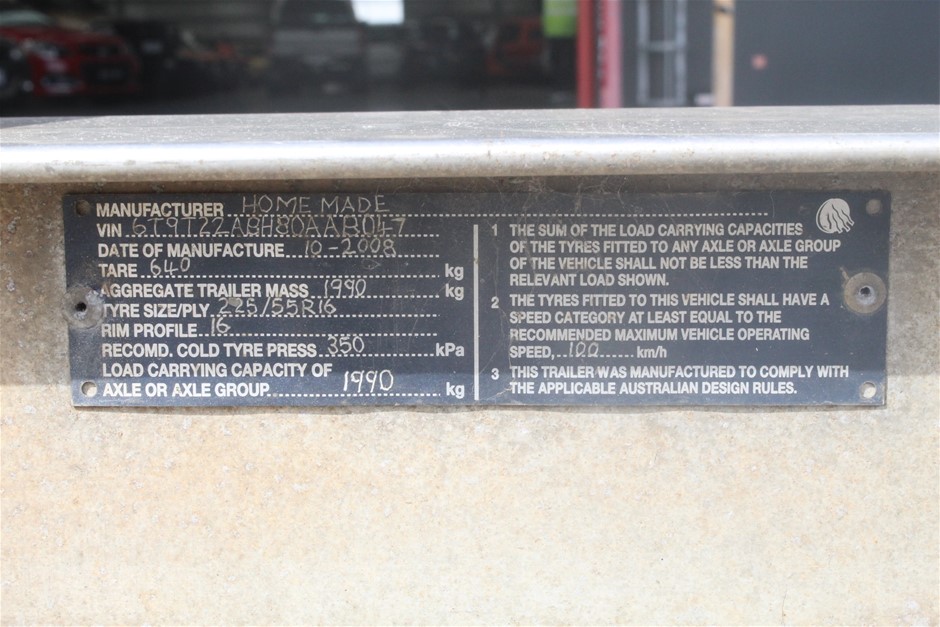 MANUFACTURER HOME MADE
VIN 6T9T22ABH80AAB047
DATE OF MANUFACTURE 10-2008
TARE 640 kg
AGGREGATE TRAILER MASS 1990 kg
TYRE SIZE/PLY 225/55R16
RIM PROFILE 16
RECOMD. COLD TYRE PRESS. 350 kPa
LOAD CARRYING CAPACITY OF
AXLE OR AXLE GROUP 1990 kg
1 THE SUM OF THE LOAD CARRYING CAPACITIES
OF THE TYRES FITTED TO ANY AXLE OR AXLE GROUP
OF THE VEHICLE SHALL NOT BE LESS THAN THE
RELEVANT LOAD SHOWN.
2 THE TYRES FITTED TO THIS VEHICLE SHALL HAVE A
SPEED CATEGORY AT LEAST EQUAL TO THE
RECOMMENDED MAXIMUM VEHICLE OPERATING
SPEED, 100 km/h
3 THIS TRAILER WAS MANUFACTURED TO COMPLY WITH
THE APPLICABLE AUSTRALIAN DESIGN RULES.